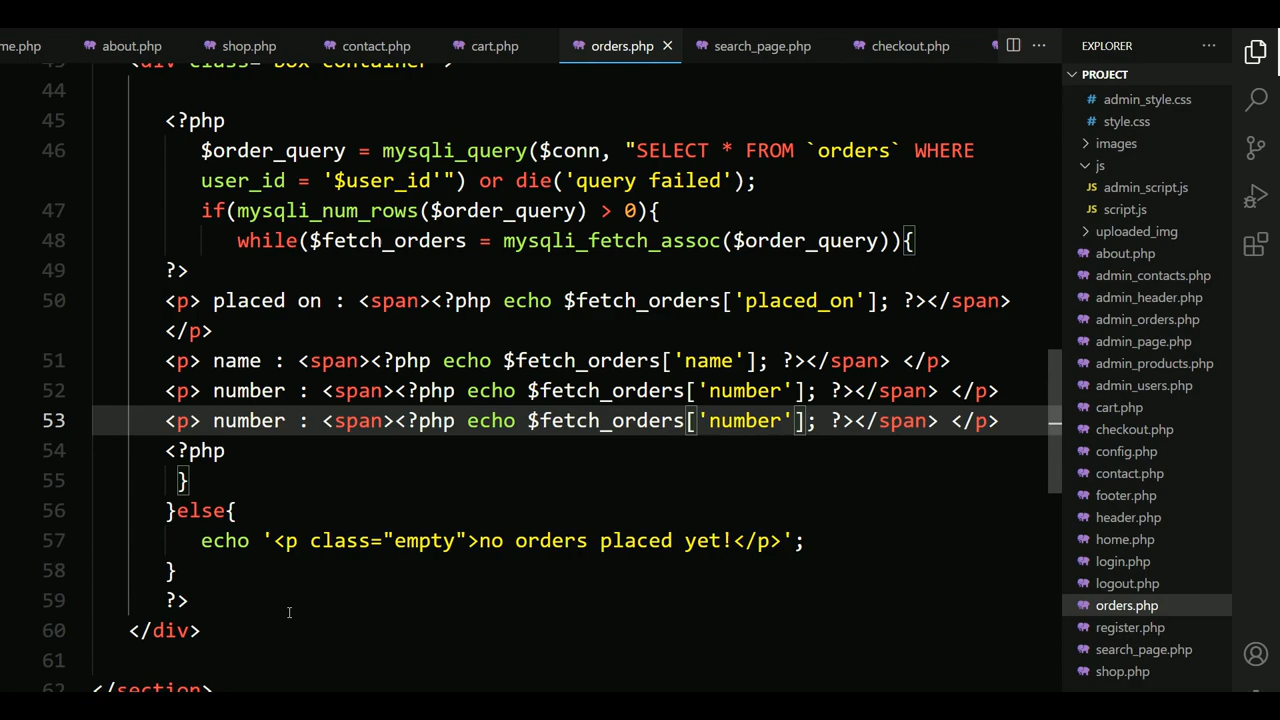 me.php about.php shop.php contact.php cart.php orders.php search_page.php checkout.php
EXPLORER
PROJECT
admin_style.css
style.css
images
js
admin_script.js
script.js
uploaded_img
about.php
admin_contacts.php
admin_header.php
admin_orders.php
admin_page.php
admin_products.php
admin_users.php
cart.php
checkout.php
config.php
contact.php
footer.php
header.php
home.php
login.php
logout.php
orders.php
register.php
search_page.php
shop.php
43 <div class="box-container">
44
45 <?php
46 $order_query = mysqli_query($conn, "SELECT * FROM `orders` WHERE
user_id = '$user_id'") or die('query failed');
47 if(mysqli_num_rows($order_query) > 0){
48 while($fetch_orders = mysqli_fetch_assoc($order_query)){
49 ?>
50 <p> placed on : <span><?php echo $fetch_orders['placed_on']; ?></span>
</p>
51 <p> name : <span><?php echo $fetch_orders['name']; ?></span> </p>
52 <p> number : <span><?php echo $fetch_orders['number']; ?></span> </p>
53 <p> number : <span><?php echo $fetch_orders['number']; ?></span> </p>
54 <?php
55 }
56 }else{
57 echo '<p class="empty">no orders placed yet!</p>';
58 }
59 ?>
60 </div>
61
62 </section>